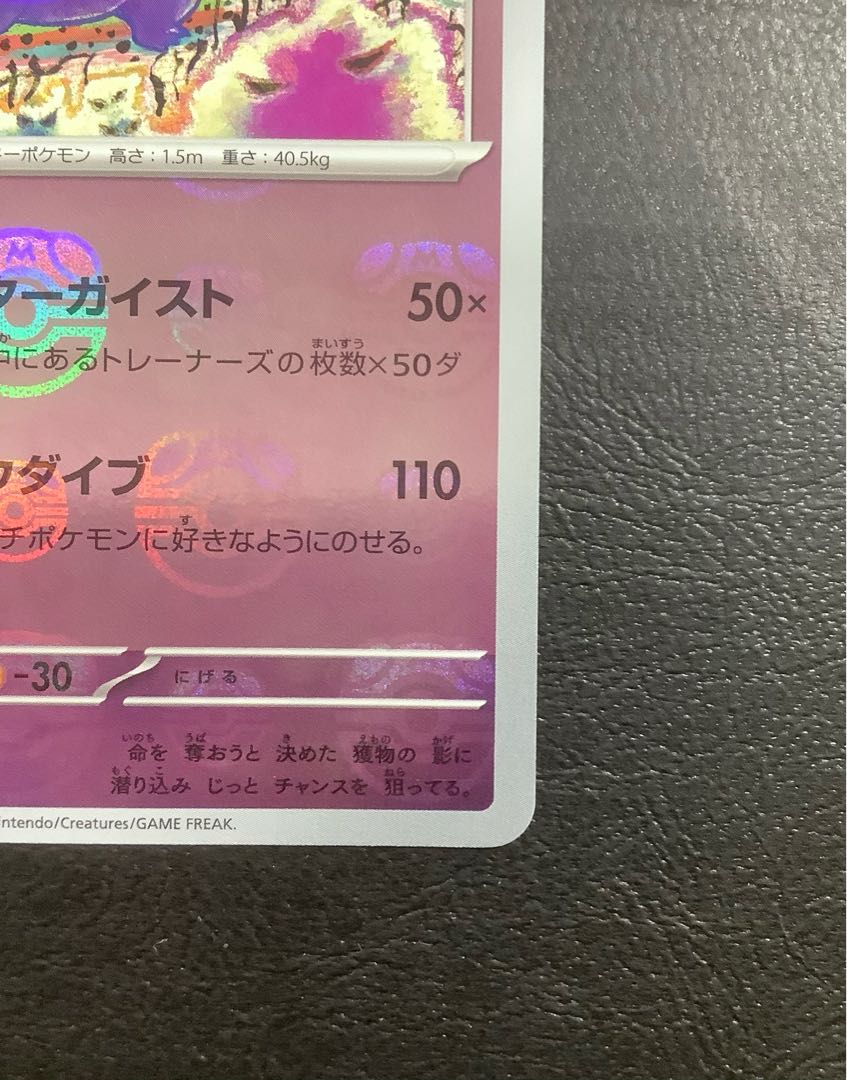 ーポケモン 高さ：1.5m 重さ：40.5kg
M
M
ターガイスト 50×
まいすう
にあるトレーナーズの枚数×50ダ
ダイブ 110
す
チポケモンに好きなようにのせる。
-30 にげる
いのち うば き えもの かげ
命を 奪おうと 決めた 獲物の 影に
もぐ こ ねら
潜り込み じっと チャンスを 狙ってる。
ntendo/Creatures/GAME FREAK.